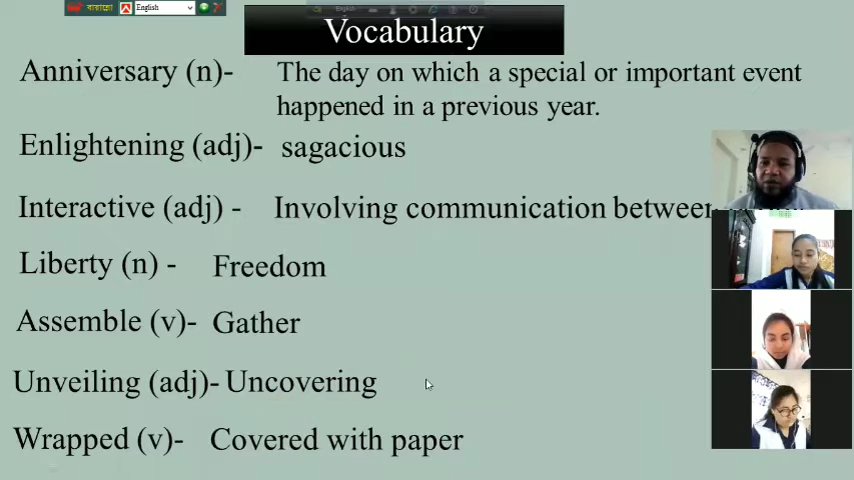 বাংলা
English
English
Vocabulary
Anniversary (n)- The day on which a special or important event
happened in a previous year.
Enlightening (adj)- sagacious
Interactive (adj) - Involving communication between
Liberty (n) - Freedom
Assemble (v)- Gather
Unveiling (adj)- Uncovering
Wrapped (v)- Covered with paper